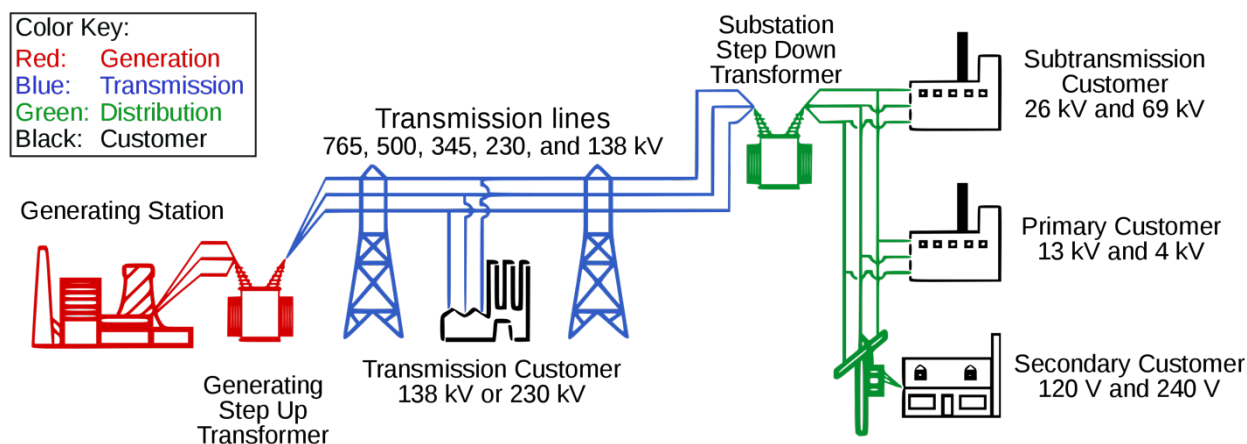 Color Key:
Red: Generation
Blue: Transmission
Green: Distribution
Black: Customer
Substation
Step Down
Transformer
Subtransmission
Customer
26 kV and 69 kV
Transmission lines
765, 500, 345, 230, and 138 kV
Generating Station
Primary Customer
13 kV and 4 kV
Transmission Customer
138 kV or 230 kV
Generating
Step Up
Transformer
Secondary Customer
120 V and 240 V